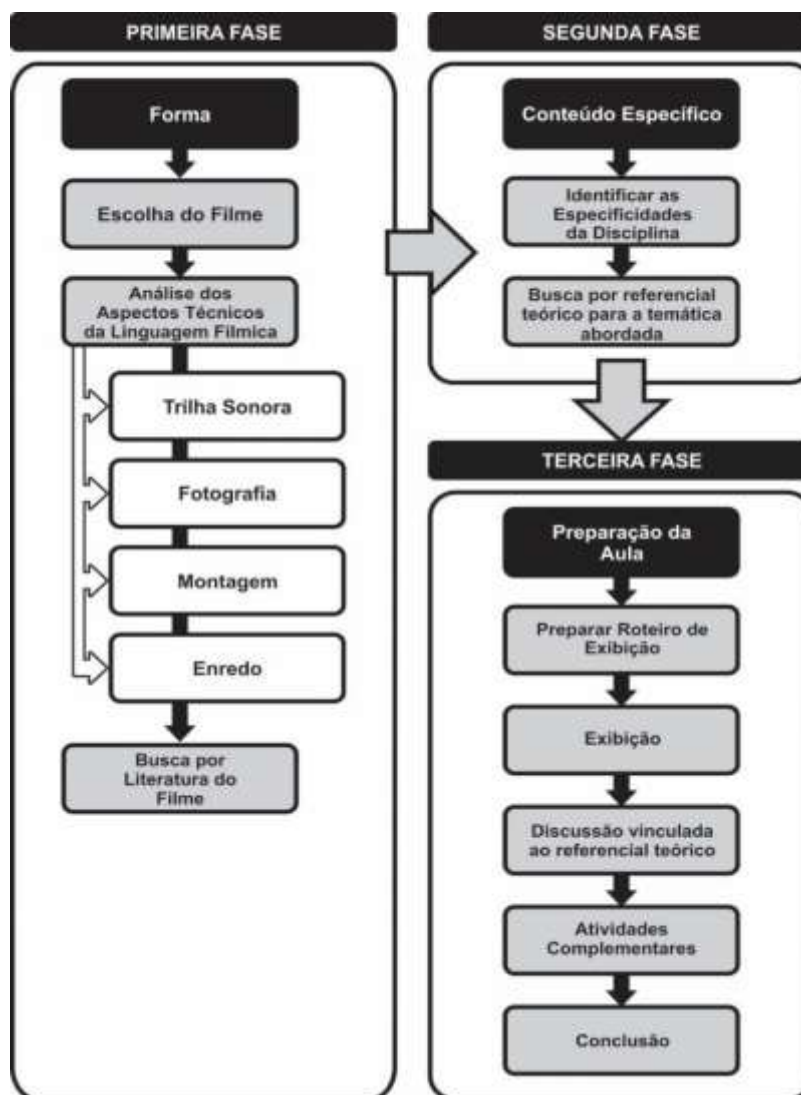 PRIMEIRA FASE
Forma
Escolha do Filme
Análise dos
Aspectos Técnicos
da Linguagem Fílmica
Trilha Sonora
Fotografia
Montagem
Enredo
Busca por
Literatura do
Filme
SEGUNDA FASE
Conteúdo Específico
Identificar as
Especificidades
da Disciplina
Busca por referencial
teórico para a temática
abordada
TERCEIRA FASE
Preparação da
Aula
Preparar Roteiro de
Exibição
Exibição
Discussão vinculada
ao referencial teórico
Atividades
Complementares
Conclusão